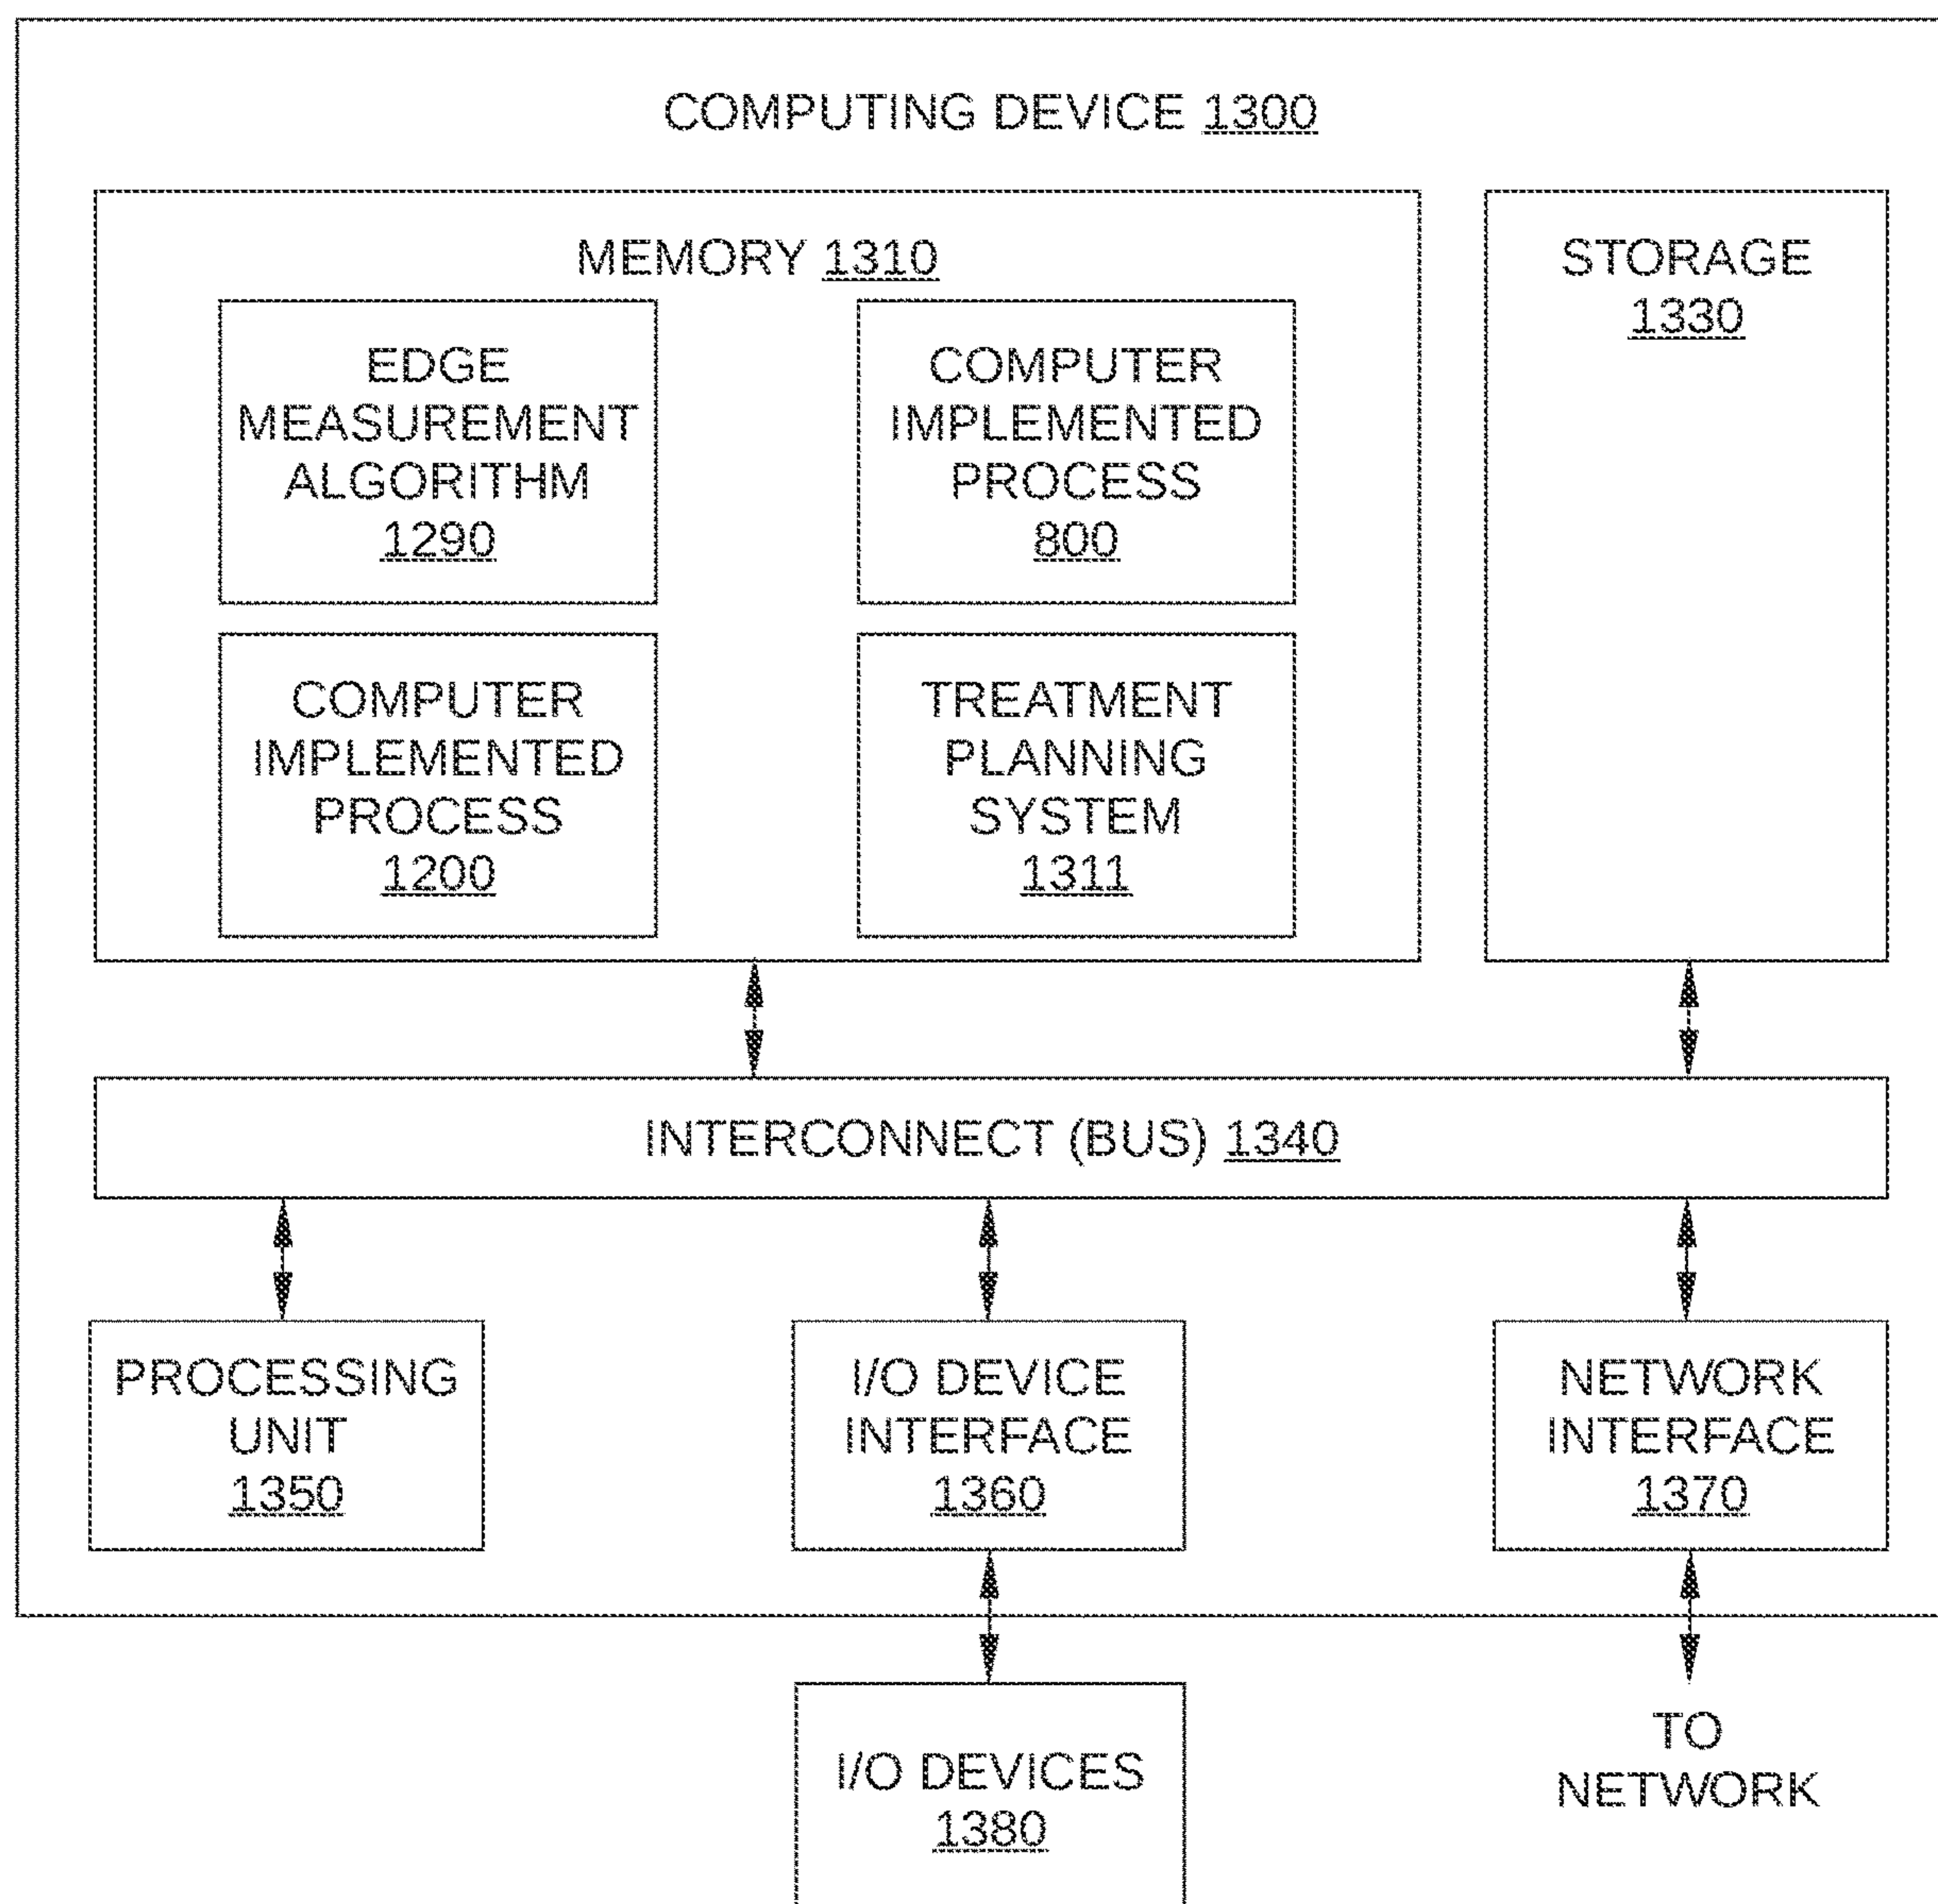 COMPUTING DEVICE 1300
MEMORY 1310
STORAGE
1330
EDGE
MEASUREMENT
ALGORITHM
1290
COMPUTER
IMPLEMENTED
PROCESS
800
COMPUTER
IMPLEMENTED
PROCESS
1200
TREATMENT
PLANNING
SYSTEM
1311
INTERCONNECT (BUS) 1340
PROCESSING
UNIT
1350
I/O DEVICE
INTERFACE
1360
NETWORK
INTERFACE
1370
I/O DEVICES
1380
TO
NETWORK